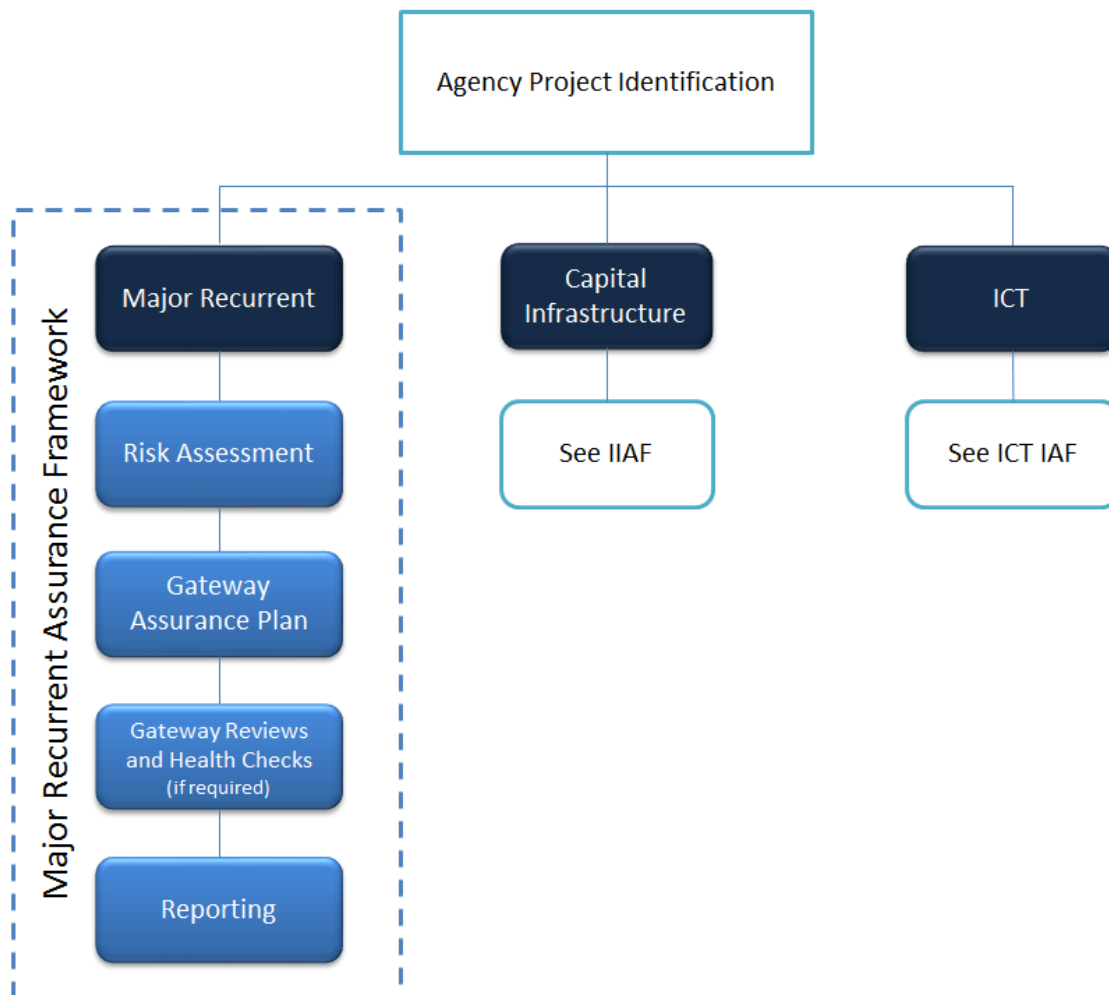 Agency Project Identification
Major Recurrent Assurance Framework
Major Recurrent
Capital
Infrastructure
ICT
Risk Assessment
See IIAF
See ICT IAF
Gateway
Assurance Plan
Gateway Reviews
and Health Checks
(if required)
Reporting